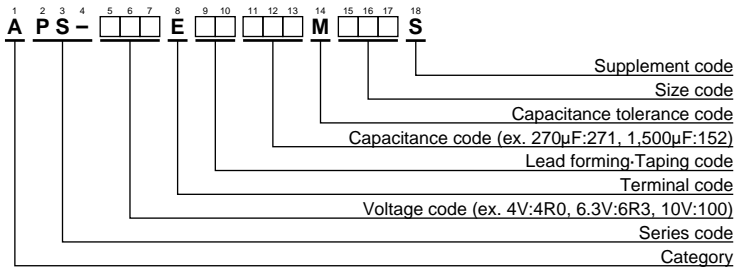 1 2 3 4 5 6 7 8 9 10 11 12 13 14 15 16 17 18
A PS– □□□ E □□ □□□ M □□□ S
Supplement code
Size code
Capacitance tolerance code
Capacitance code (ex. 270µF:271, 1,500µF:152)
Lead forming·Taping code
Terminal code
Voltage code (ex. 4V:4R0, 6.3V:6R3, 10V:100)
Series code
Category